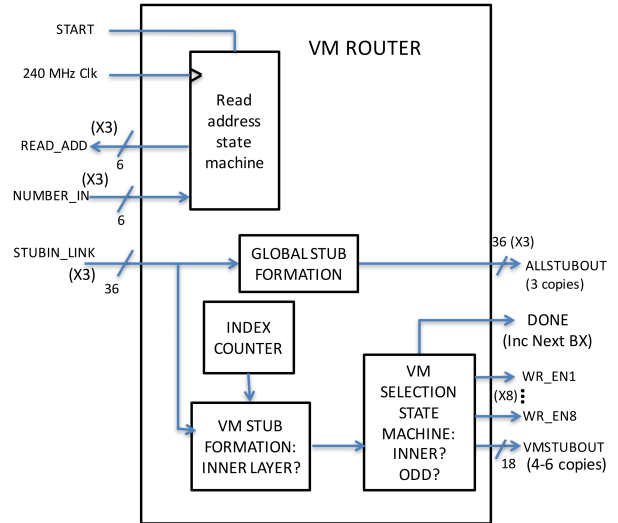 START
VM ROUTER
240 MHz Clk
Read
address
state
machine
(X3)
READ_ADD
6
(X3)
NUMBER_IN
6
STUBIN_LINK
(X3)
36
GLOBAL STUB
FORMATION
36 (X3)
ALLSTUBOUT
(3 copies)
INDEX
COUNTER
DONE
(Inc Next BX)
VM
SELECTION
STATE
MACHINE:
INNER?
ODD?
WR_EN1
(X8)
WR_EN8
VM STUB
FORMATION:
INNER LAYER?
VMSTUBOUT
18
(4-6 copies)